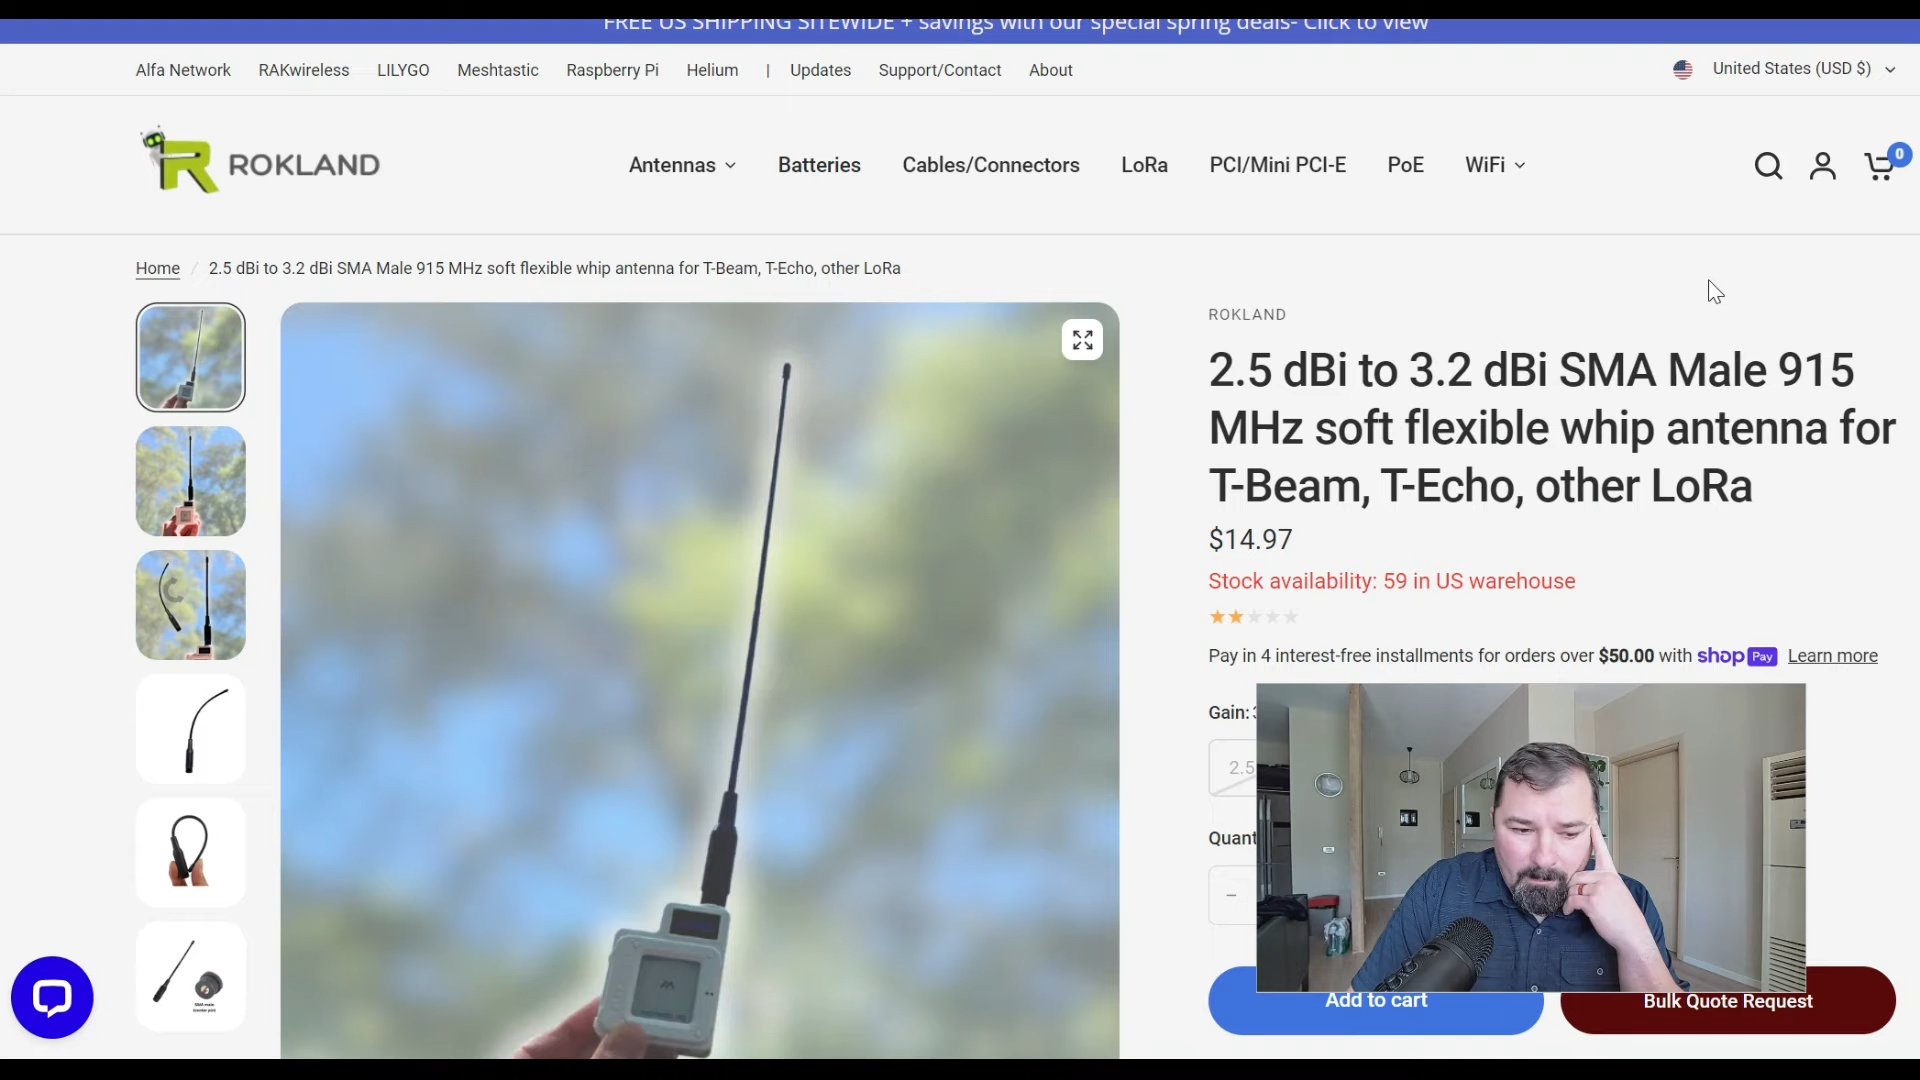 FREE US SHIPPING SITEWIDE + savings with our special spring deals- Click to view
Alfa Network RAKwireless LILYGO Meshtastic Raspberry Pi Helium | Updates Support/Contact About
United States (USD $)
ROKLAND
Antennas Batteries Cables/Connectors LoRa PCI/Mini PCI-E PoE WiFi
0
Home / 2.5 dBi to 3.2 dBi SMA Male 915 MHz soft flexible whip antenna for T-Beam, T-Echo, other LoRa
ROKLAND
2.5 dBi to 3.2 dBi SMA Male 915
MHz soft flexible whip antenna for
T-Beam, T-Echo, other LoRa
$14.97
Stock availability: 59 in US warehouse
Pay in 4 interest-free installments for orders over $50.00 with shop Pay Learn more
Gain:
2.5
Quant
−
Add to cart
Bulk Quote Request